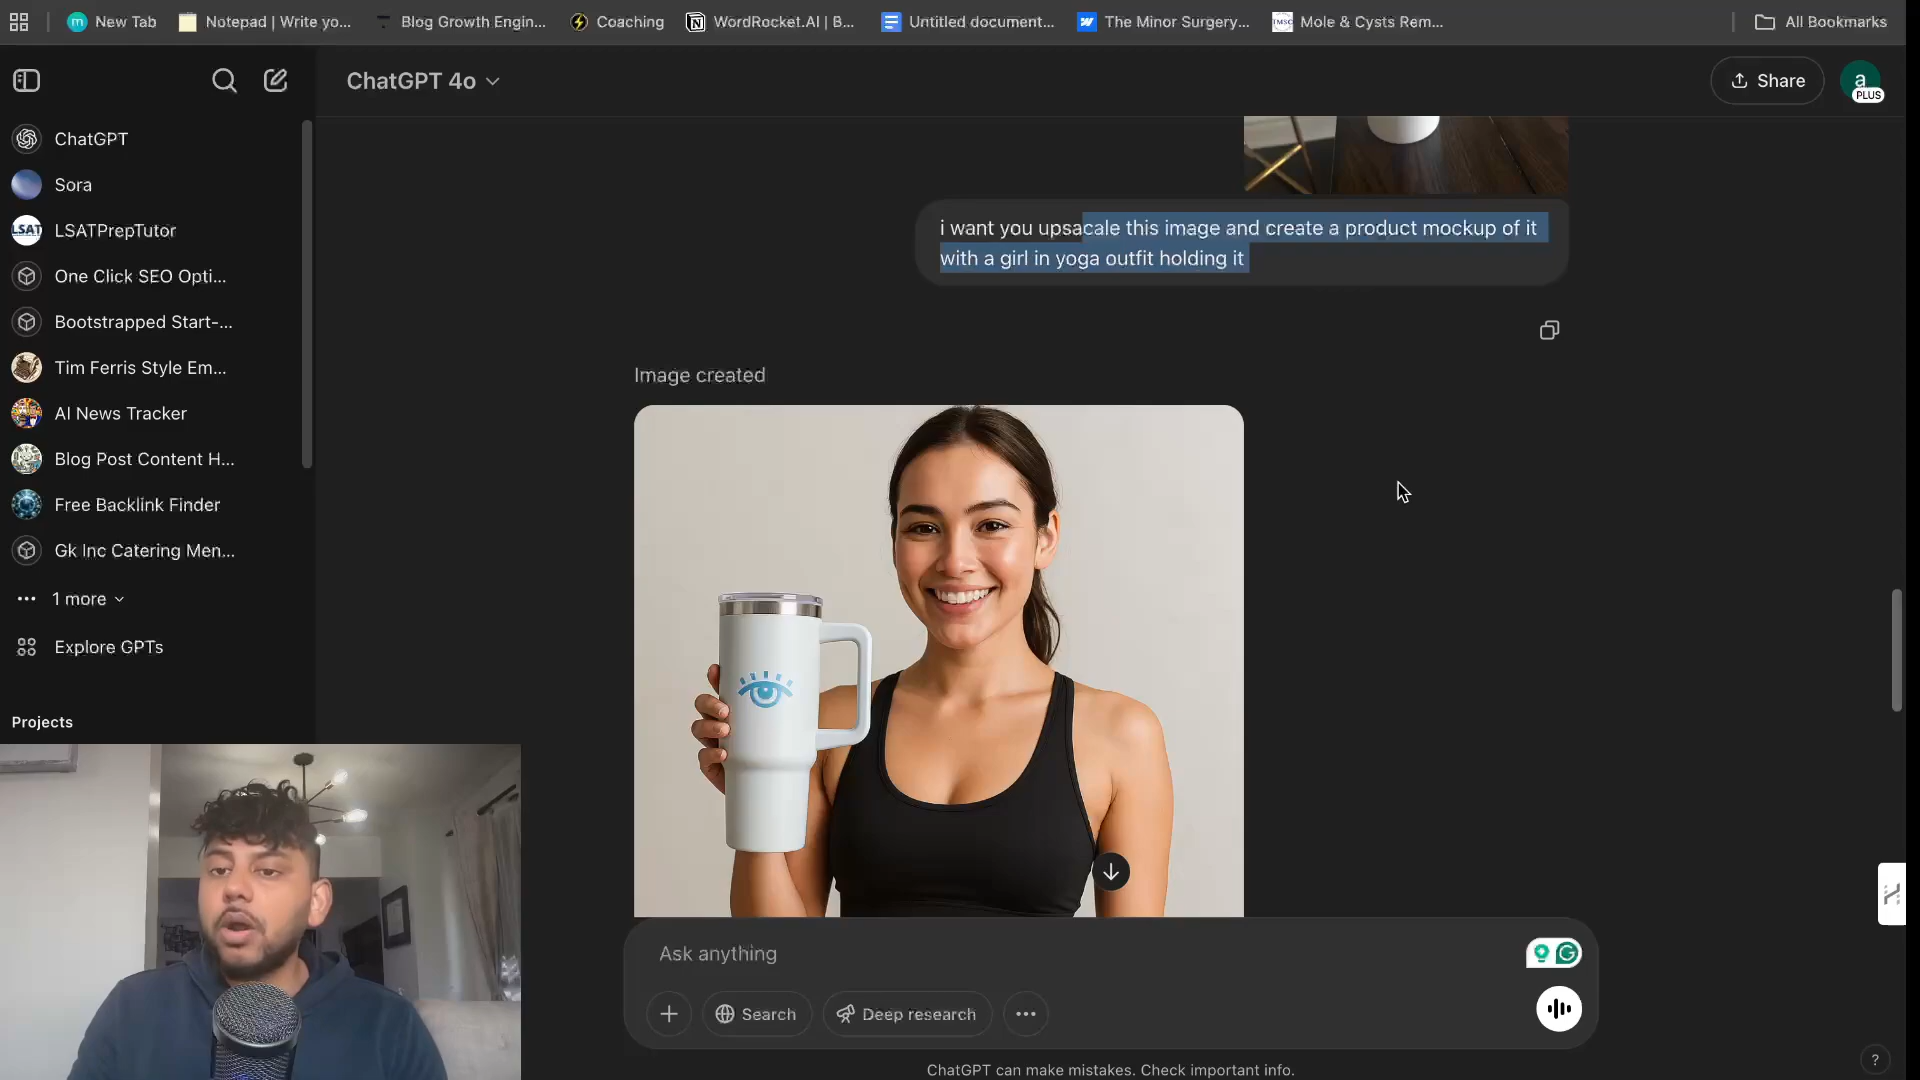 New Tab
Notepad | Write yo...
Blog Growth Engin...
Coaching
WordRocket.AI | B...
Untitled document...
The Minor Surgery...
TMSC
Mole & Cysts Rem...
All Bookmarks
ChatGPT 4o
Share
a
PLUS
ChatGPT
Sora
LSAT
LSATPrepTutor
One Click SEO Opti...
Bootstrapped Start-...
Tim Ferris Style Em...
AI News Tracker
Blog Post Content H...
Free Backlink Finder
Gk Inc Catering Men...
1 more
Explore GPTs
Projects
i want you upsacale this image and create a product mockup of it
with a girl in yoga outfit holding it
Image created
Ask anything
Search
Deep research
ChatGPT can make mistakes. Check important info.
?